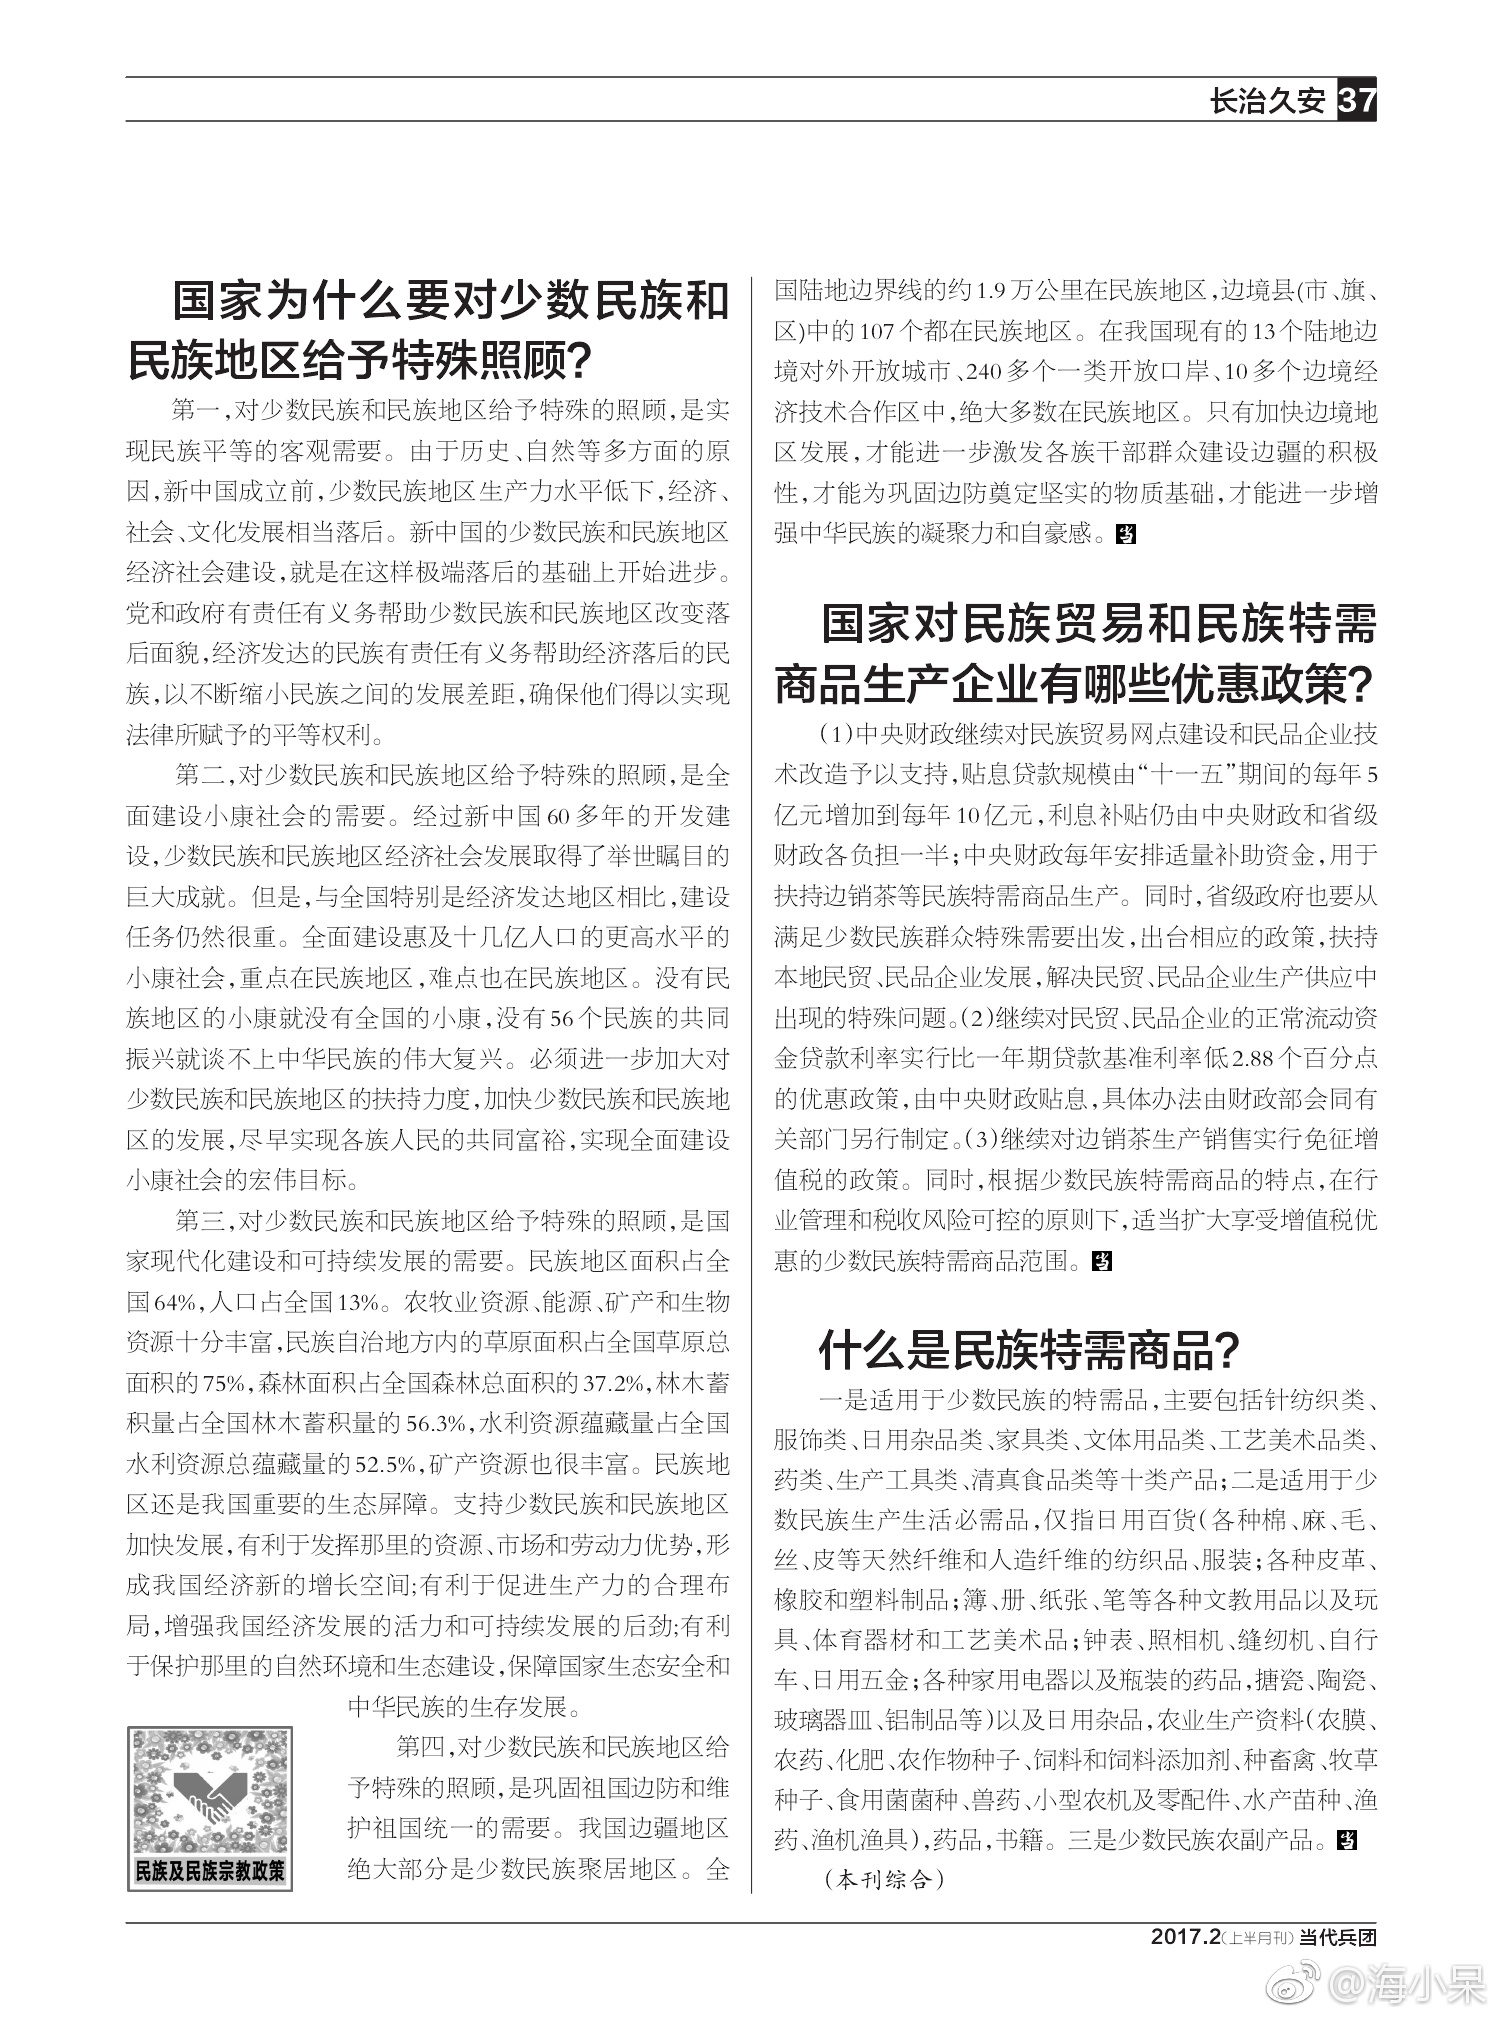 长治久安 37
国家为什么要对少数民族和
民族地区给予特殊照顾？
第一，对少数民族和民族地区给予特殊的照顾，是实
现民族平等的客观需要。由于历史、自然等多方面的原
因，新中国成立前，少数民族地区生产力水平低下，经济、
社会、文化发展相当落后。新中国的少数民族和民族地区
经济社会建设，就是在这样极端落后的基础上开始进步。
党和政府有责任有义务帮助少数民族和民族地区改变落
后面貌，经济发达的民族有责任有义务帮助经济落后的民
族，以不断缩小民族之间的发展差距，确保他们得以实现
法律所赋予的平等权利。
第二，对少数民族和民族地区给予特殊的照顾，是全
面建设小康社会的需要。经过新中国60多年的开发建
设，少数民族和民族地区经济社会发展取得了举世瞩目的
巨大成就。但是，与全国特别是经济发达地区相比，建设
任务仍然很重。全面建设惠及十几亿人口的更高水平的
小康社会，重点在民族地区，难点也在民族地区。没有民
族地区的小康就没有全国的小康，没有56个民族的共同
振兴就谈不上中华民族的伟大复兴。必须进一步加大对
少数民族和民族地区的扶持力度，加快少数民族和民族地
区的发展，尽早实现各族人民的共同富裕，实现全面建设
小康社会的宏伟目标。
第三，对少数民族和民族地区给予特殊的照顾，是国
家现代化建设和可持续发展的需要。民族地区面积占全
国64%，人口占全国13%。农牧业资源、能源、矿产和生物
资源十分丰富，民族自治地方内的草原面积占全国草原总
面积的75%，森林面积占全国森林总面积的37.2%，林木蓄
积量占全国林木蓄积量的56.3%，水利资源蕴藏量占全国
水利资源总蕴藏量的52.5%，矿产资源也很丰富。民族地
区还是我国重要的生态屏障。支持少数民族和民族地区
加快发展，有利于发挥那里的资源、市场和劳动力优势，形
成我国经济新的增长空间;有利于促进生产力的合理布
局，增强我国经济发展的活力和可持续发展的后劲;有利
于保护那里的自然环境和生态建设，保障国家生态安全和
中华民族的生存发展。
第四，对少数民族和民族地区给
予特殊的照顾，是巩固祖国边防和维
护祖国统一的需要。我国边疆地区
绝大部分是少数民族聚居地区。全
民族及民族宗教政策
国陆地边界线的约1.9万公里在民族地区，边境县(市、旗、
区)中的107个都在民族地区。在我国现有的13个陆地边
境对外开放城市、240多个一类开放口岸、10多个边境经
济技术合作区中，绝大多数在民族地区。只有加快边境地
区发展，才能进一步激发各族干部群众建设边疆的积极
性，才能为巩固边防奠定坚实的物质基础，才能进一步增
强中华民族的凝聚力和自豪感。当
国家对民族贸易和民族特需
商品生产企业有哪些优惠政策？
（1）中央财政继续对民族贸易网点建设和民品企业技
术改造予以支持，贴息贷款规模由“十一五”期间的每年5
亿元增加到每年10亿元，利息补贴仍由中央财政和省级
财政各负担一半；中央财政每年安排适量补助资金，用于
扶持边销茶等民族特需商品生产。同时，省级政府也要从
满足少数民族群众特殊需要出发，出台相应的政策，扶持
本地民贸、民品企业发展，解决民贸、民品企业生产供应中
出现的特殊问题。（2）继续对民贸、民品企业的正常流动资
金贷款利率实行比一年期贷款基准利率低2.88个百分点
的优惠政策，由中央财政贴息，具体办法由财政部会同有
关部门另行制定。（3）继续对边销茶生产销售实行免征增
值税的政策。同时，根据少数民族特需商品的特点，在行
业管理和税收风险可控的原则下，适当扩大享受增值税优
惠的少数民族特需商品范围。当
什么是民族特需商品？
一是适用于少数民族的特需品，主要包括针纺织类、
服饰类、日用杂品类、家具类、文体用品类、工艺美术品类、
药类、生产工具类、清真食品类等十类产品；二是适用于少
数民族生产生活必需品，仅指日用百货（各种棉、麻、毛、
丝、皮等天然纤维和人造纤维的纺织品、服装；各种皮革、
橡胶和塑料制品；簿、册、纸张、笔等各种文教用品以及玩
具、体育器材和工艺美术品；钟表、照相机、缝纫机、自行
车、日用五金；各种家用电器以及瓶装的药品，搪瓷、陶瓷、
玻璃器皿、铝制品等）以及日用杂品，农业生产资料（农膜、
农药、化肥、农作物种子、饲料和饲料添加剂、种畜禽、牧草
种子、食用菌菌种、兽药、小型农机及零配件、水产苗种、渔
药、渔机渔具），药品，书籍。三是少数民族农副产品。当
（本刊综合）
2017.2（上半月刊）当代兵团
@海小呆